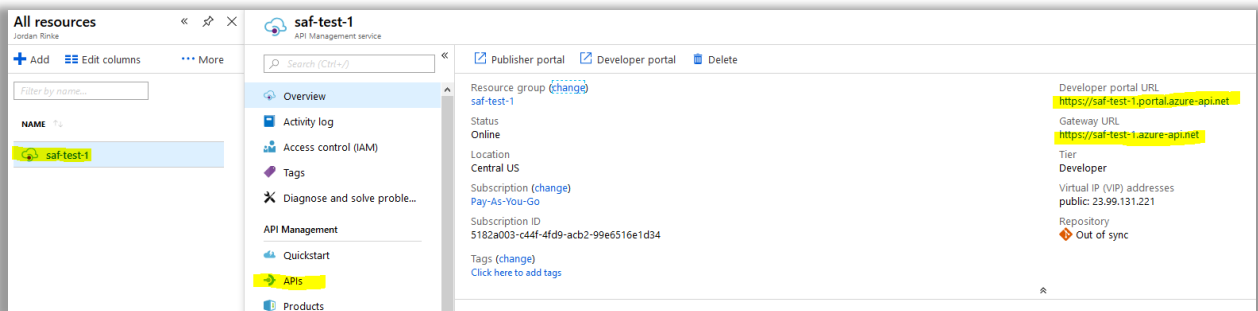 All resources
Jordan Rinke
Add Edit columns More
Filter by name...
NAME
saf-test-1
saf-test-1
API Management service
Search (Ctrl+/)
Overview
Activity log
Access control (IAM)
Tags
Diagnose and solve proble...
API Management
Quickstart
APIs
Products
Publisher portal Developer portal Delete
Resource group (change)
saf-test-1
Status
Online
Location
Central US
Subscription (change)
Pay-As-You-Go
Subscription ID
5182a003-c44f-4fd9-acb2-99e6516e1d34
Tags (change)
Click here to add tags
Developer portal URL
https://saf-test-1.portal.azure-api.net
Gateway URL
https://saf-test-1.azure-api.net
Tier
Developer
Virtual IP (VIP) addresses
public: 23.99.131.221
Repository
Out of sync